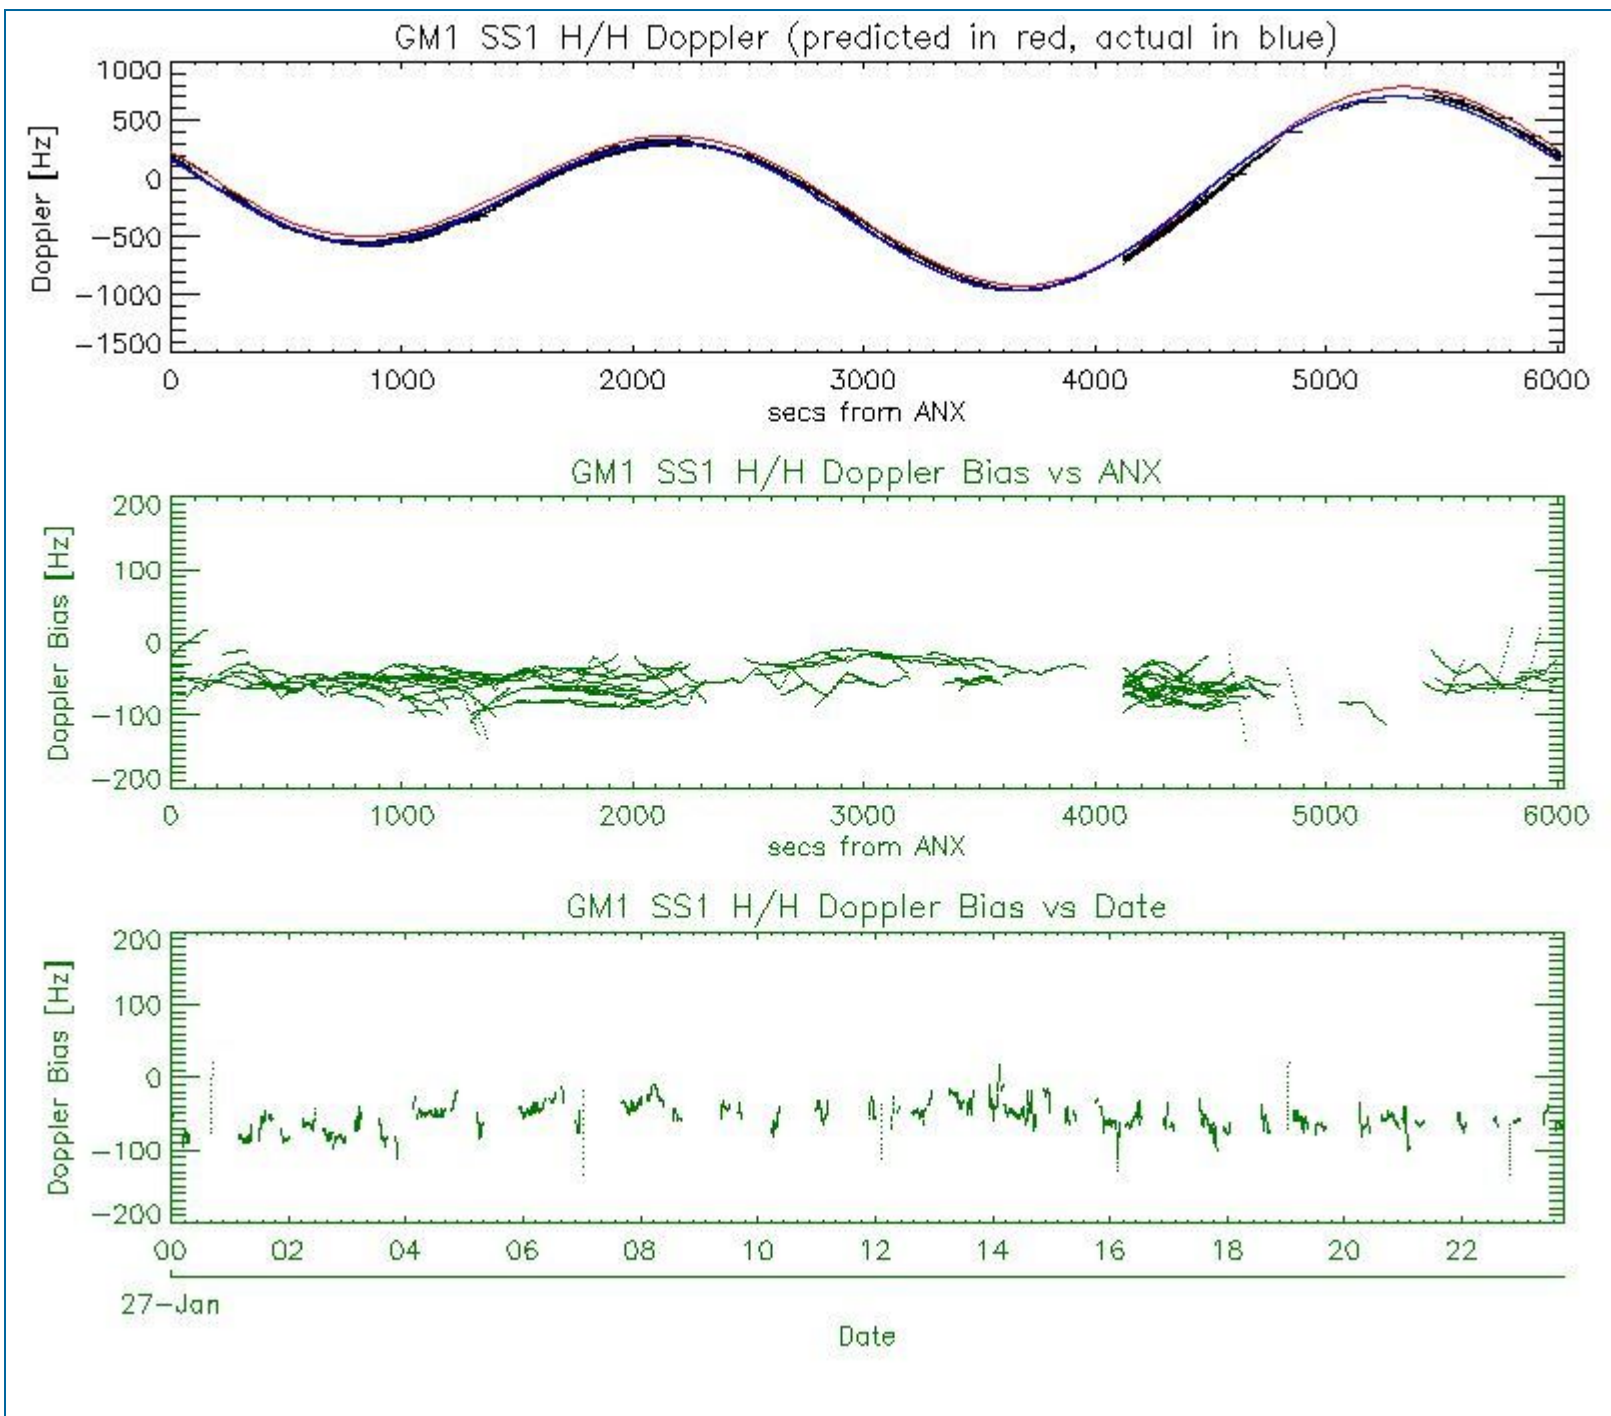 GM1 SS1 H/H Doppler (predicted in red, actual in blue)
Doppler [Hz]
1000
500
0
-500
-1000
-1500
0 1000 2000 3000 4000 5000 6000
secs from ANX
GM1 SS1 H/H Doppler Bias vs ANX
Doppler Bias [Hz]
200
100
0
-100
-200
0 1000 2000 3000 4000 5000 6000
secs from ANX
GM1 SS1 H/H Doppler Bias vs Date
Doppler Bias [Hz]
200
100
0
-100
-200
00 02 04 06 08 10 12 14 16 18 20 22
27-Jan
Date